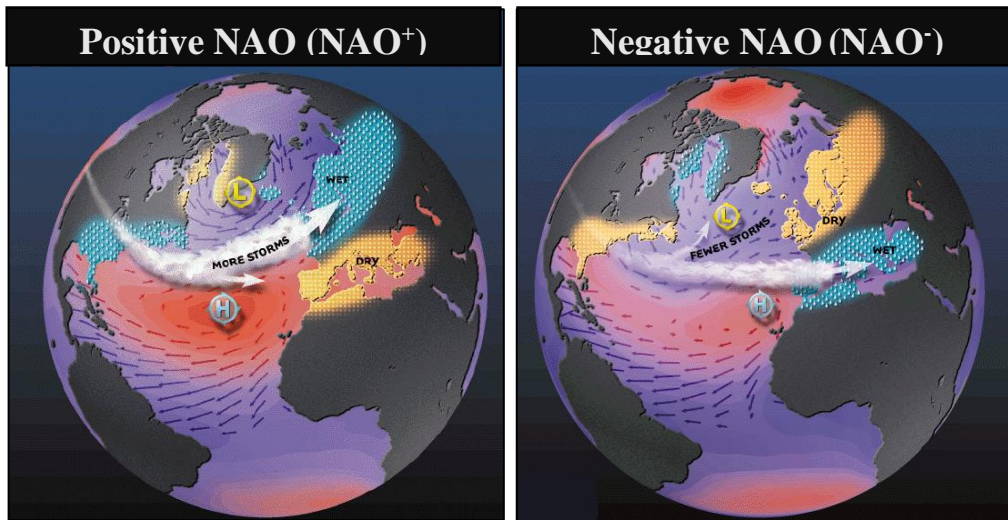 Positive NAO (NAO⁺)
L
WET
MORE STORMS
DRY
H
Negative NAO (NAO⁻)
L
DRY
FEWER STORMS
WET
H